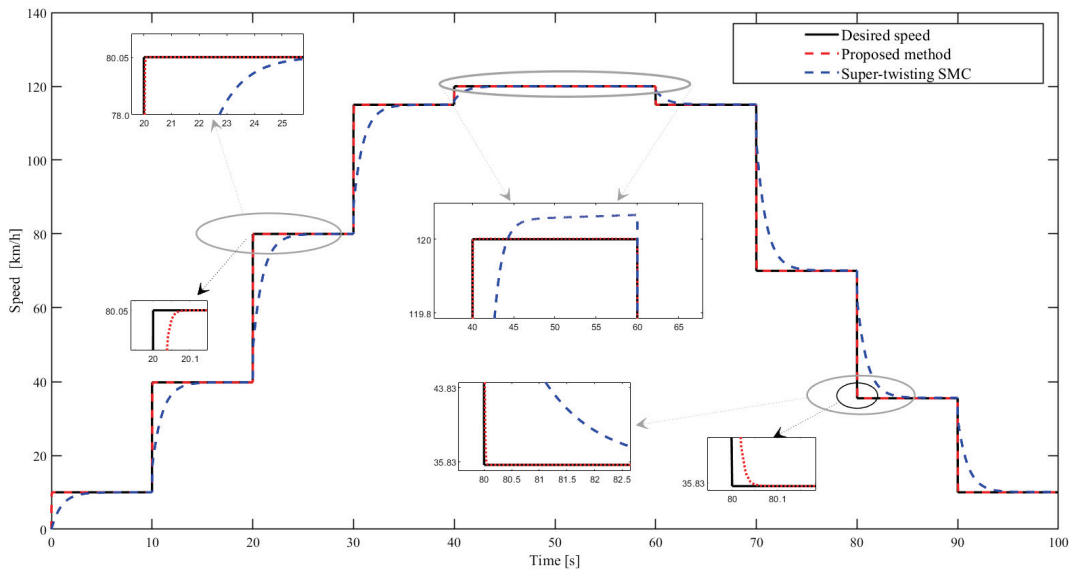 140
120
100
80
60
40
20
0
Speed [km/h]
0 10 20 30 40 50 60 70 80 90 100
Time [s]
Desired speed
Proposed method
Super-twisting SMC
80.05
78.0
20 21 22 23 24 25
80.05
20 20.1
120
119.8
40 45 50 55 60 65
43.83
35.83
80 80.5 81 81.5 82 82.5
35.83
80 80.1